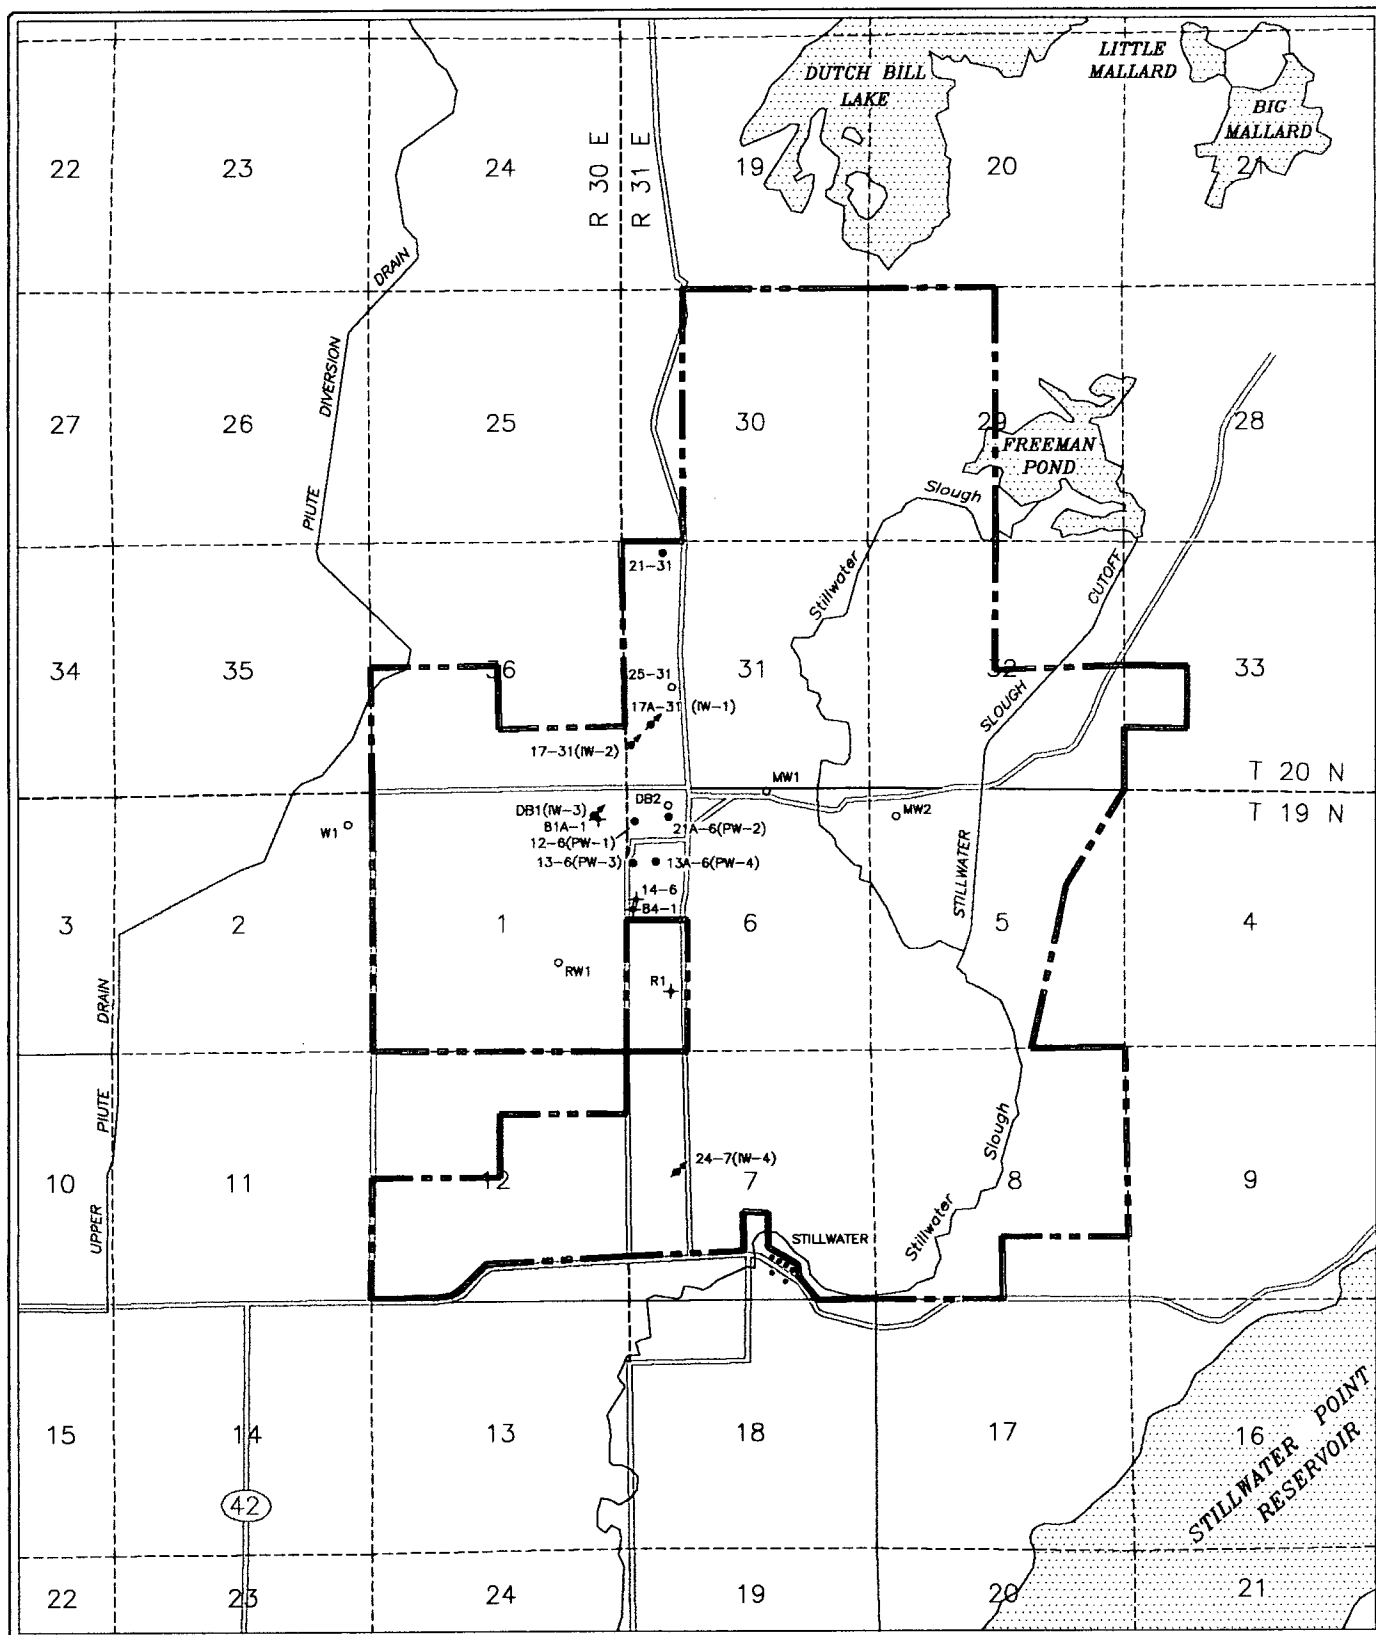 DUTCH BILL
LAKE
LITTLE
MALLARD
BIG
MALLARD
22
23
24
R 30 E
R 31 E
19
20
21
PIUTE DIVERSION DRAIN
27
26
25
30
29
28
FREEMAN
POND
Slough
Stillwater
CUTOFF
SLOUGH
STILLWATER
21-31
34
35
36
25-31
31
32
33
17A-31 (IW-1)
17-31(IW-2)
T 20 N
T 19 N
MW1
MW2
W1
DB1(IW-3)
DB2
B1A-1
12-6(PW-1)
21A-6(PW-2)
13-6(PW-3)
13A-6(PW-4)
14-6
B4-1
3
2
1
6
5
4
RW1
R1
UPPER PIUTE DRAIN
24-7(IW-4)
10
11
12
7
8
9
Slough
Stillwater
STILLWATER
15
14
13
18
17
16
42
STILLWATER POINT
RESERVOIR
22
23
24
19
20
21